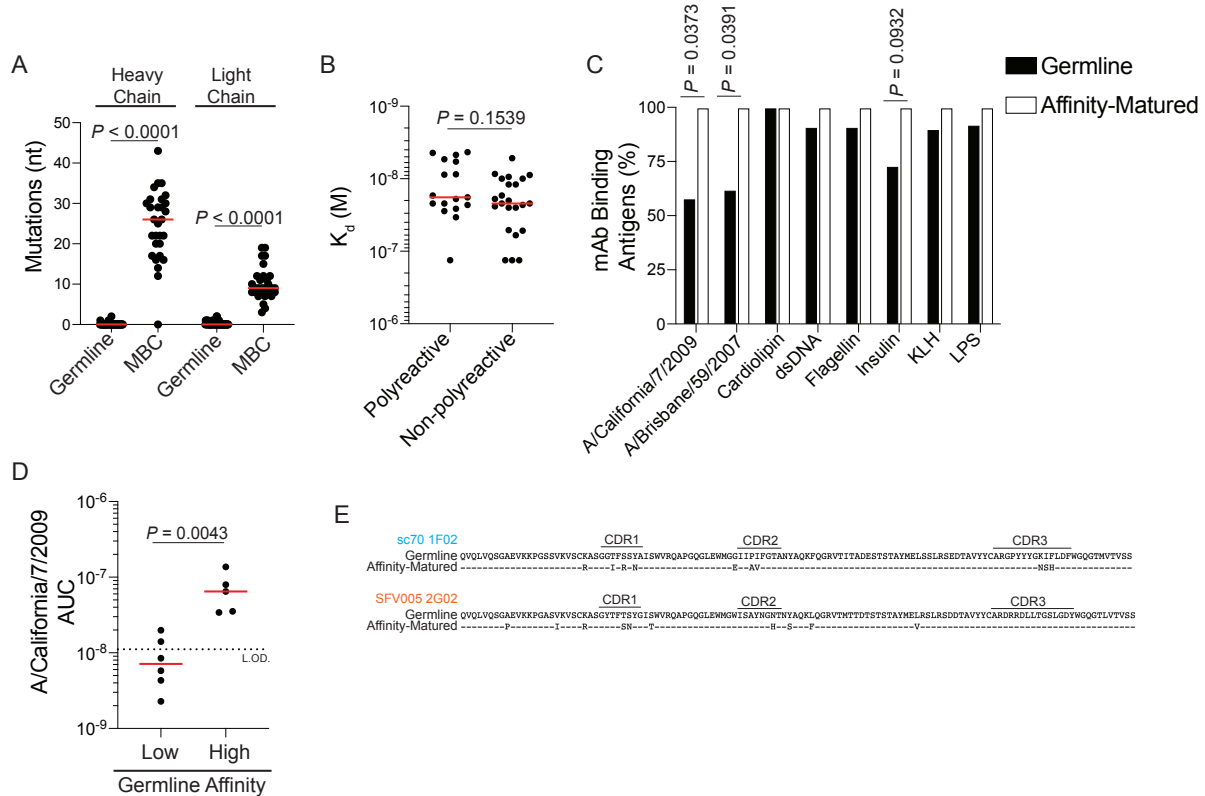 A
Heavy Chain
Light Chain
P < 0.0001
P < 0.0001
Mutations (nt)
50
40
30
20
10
0
Germline
MBC
Germline
MBC
B
P = 0.1539
K_d (M)
10^-9
10^-8
10^-7
10^-6
Polyreactive
Non-polyreactive
C
P = 0.0373
P = 0.0391
P = 0.0932
Germline
Affinity-Matured
mAb Binding
Antigens (%)
100
75
50
25
0
A/California/7/2009
A/Brisbane/59/2007
Cardiolipin
dsDNA
Flagellin
Insulin
KLH
LPS
D
P = 0.0043
A/California/7/2009
AUC
10^-6
10^-7
10^-8
10^-9
L.OD.
Low
High
Germline Affinity
E
sc70 1F02
CDR1 CDR2 CDR3
Germline QVQLVQSGAEVKKPGSSVKVSCKASGGTFSSYAISWVRQAPGQGLEWMGGIIPIFGTANYAQKFQGRVTITADESTSTAYMELSSLRSEDTAVYYCARGPYYYGKIFLDFWGQGTMVTVSS
Affinity-Matured ----------------------R----I-R-N-----------------E--AV--------------------------------------------------NSH--------------
SFV005 2G02
CDR1 CDR2 CDR3
Germline QVQLVQSGAEVKKPGASVKVSCKASGYTFTSYGISWVRQAPGQGLEWMGWISAYNGNTNYAQKLQGRVTMTTDTSTSTAYMELRSLRSDDTAVYYCARDRRDLLTGSLGDYWGQGTLVTVSS
Affinity-Matured --------P--------I----R------SN---T---------------------H--S---F------------------V---------------------------------------